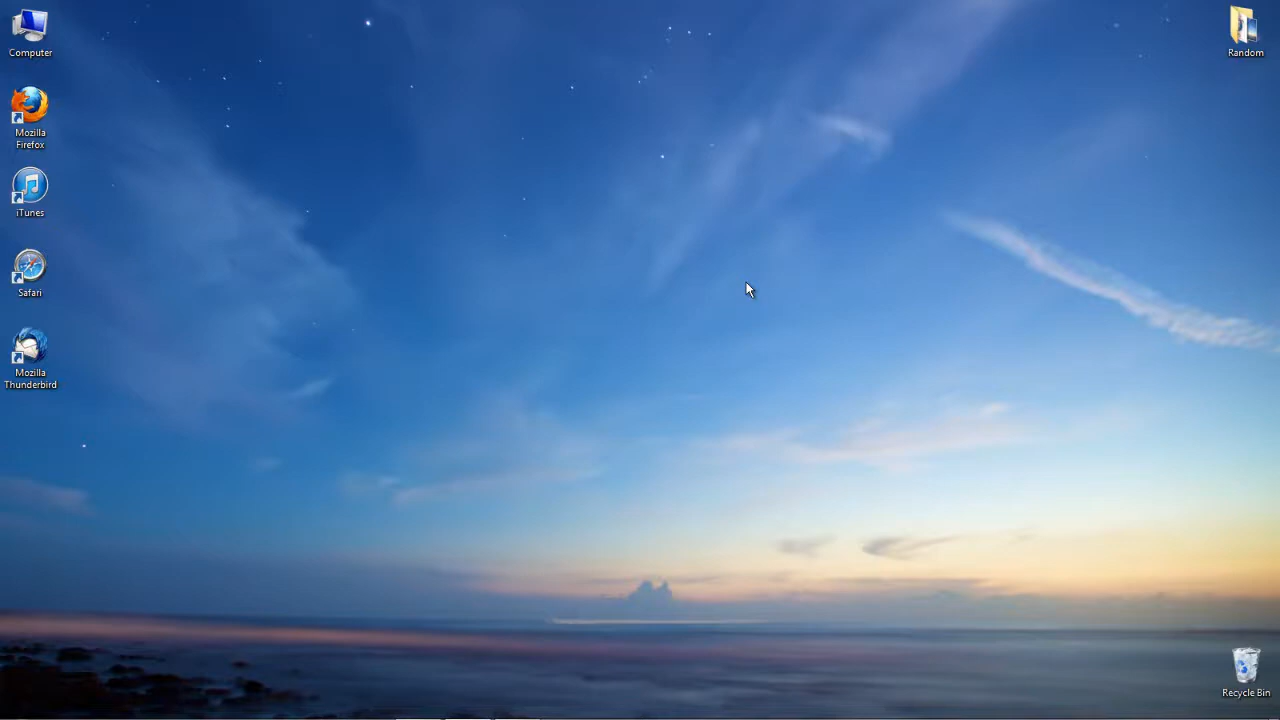 Computer
Mozilla
Firefox
iTunes
Safari
Mozilla
Thunderbird
Random
Recycle Bin